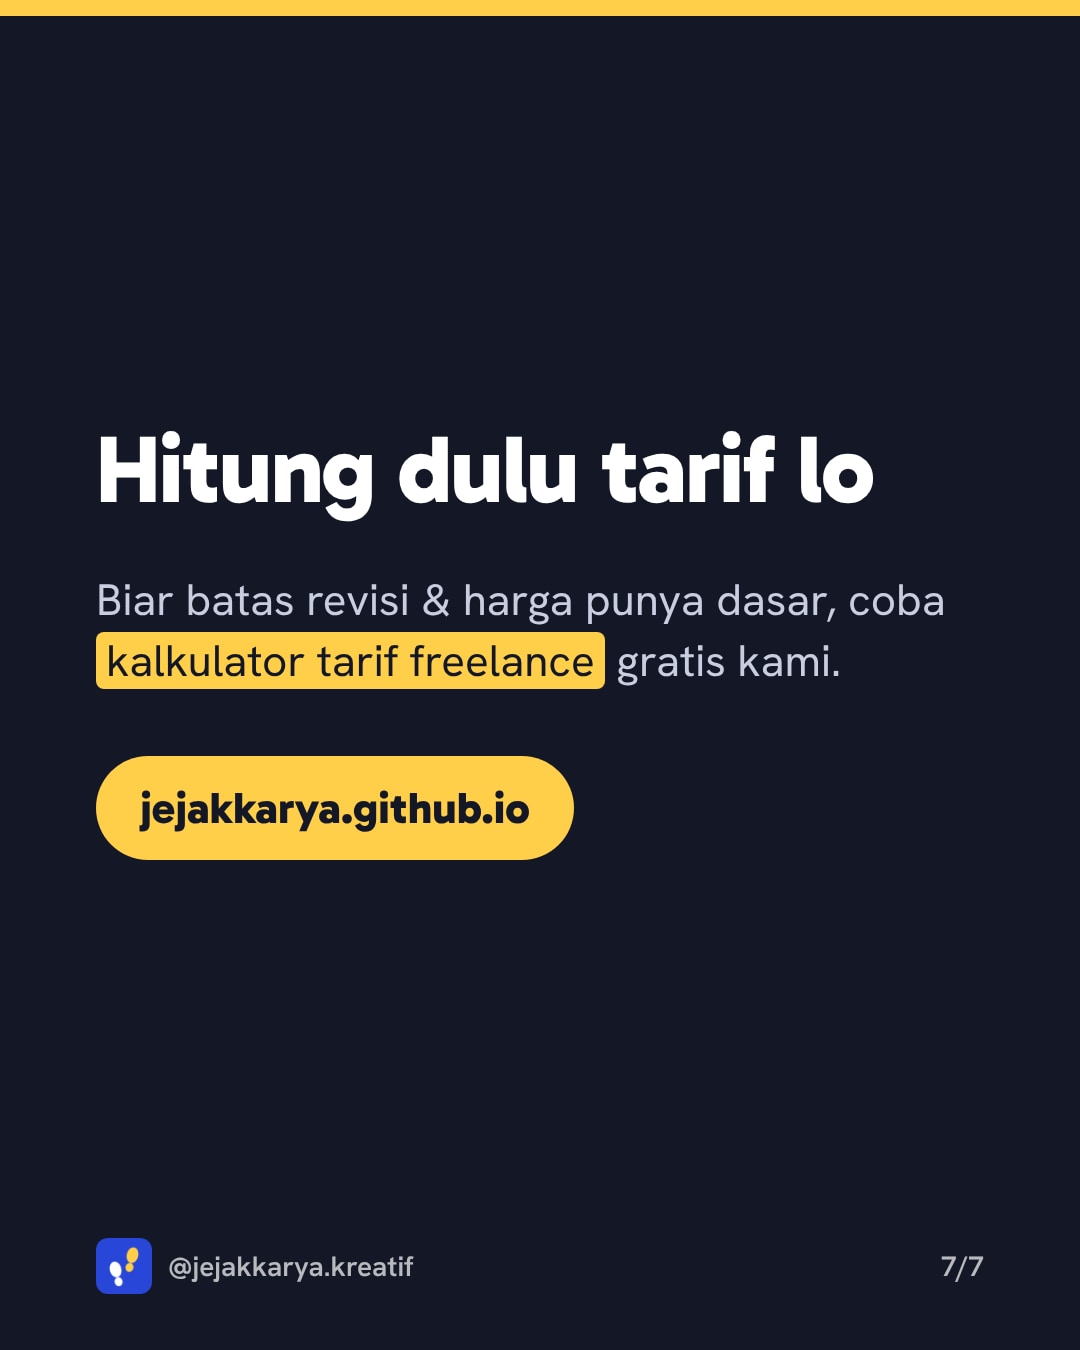 Hitung dulu tarif lo
Biar batas revisi & harga punya dasar, coba
kalkulator tarif freelance gratis kami.
jejakkarya.github.io
@jejakkarya.kreatif
7/7